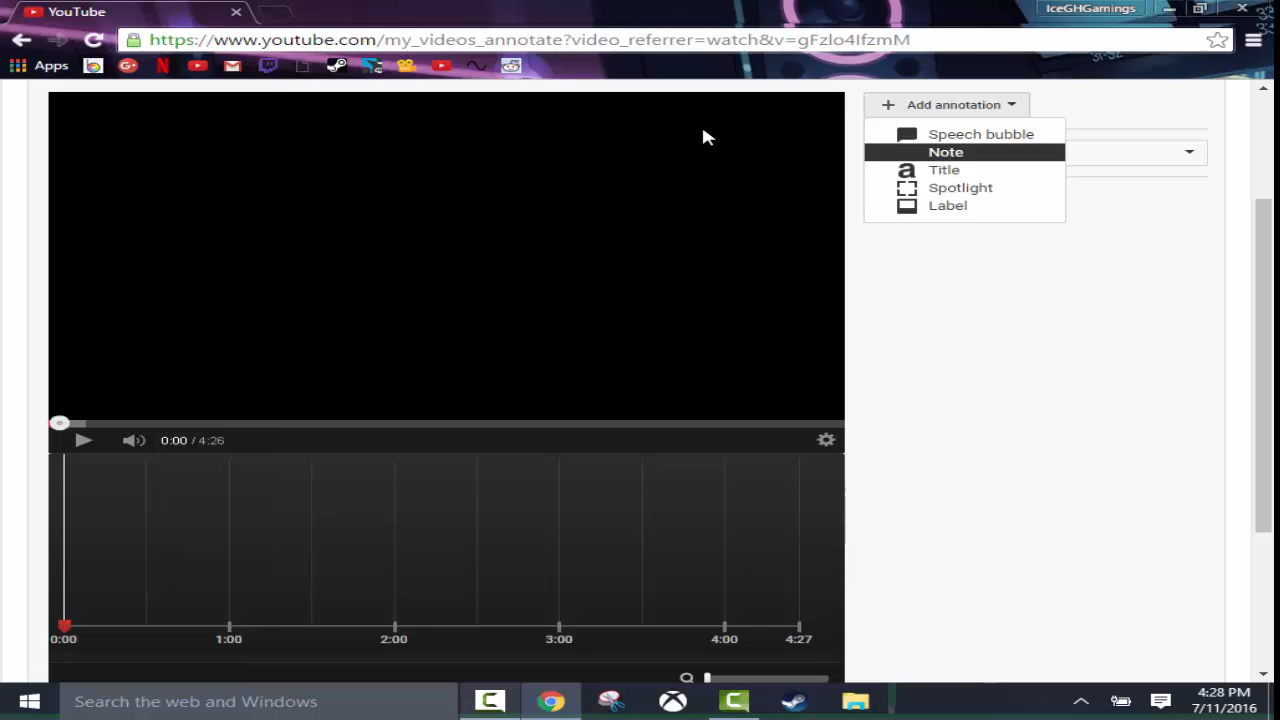 YouTube
IceGHGamings
https://www.youtube.com/my_videos_annotate?video_referrer=watch&v=gFzlo4IfzmM
Apps
Add annotation
Speech bubble
Note
Title
Spotlight
Label
0:00 / 4:26
0:00 1:00 2:00 3:00 4:00 4:27
Search the web and Windows
4:28 PM
7/11/2016